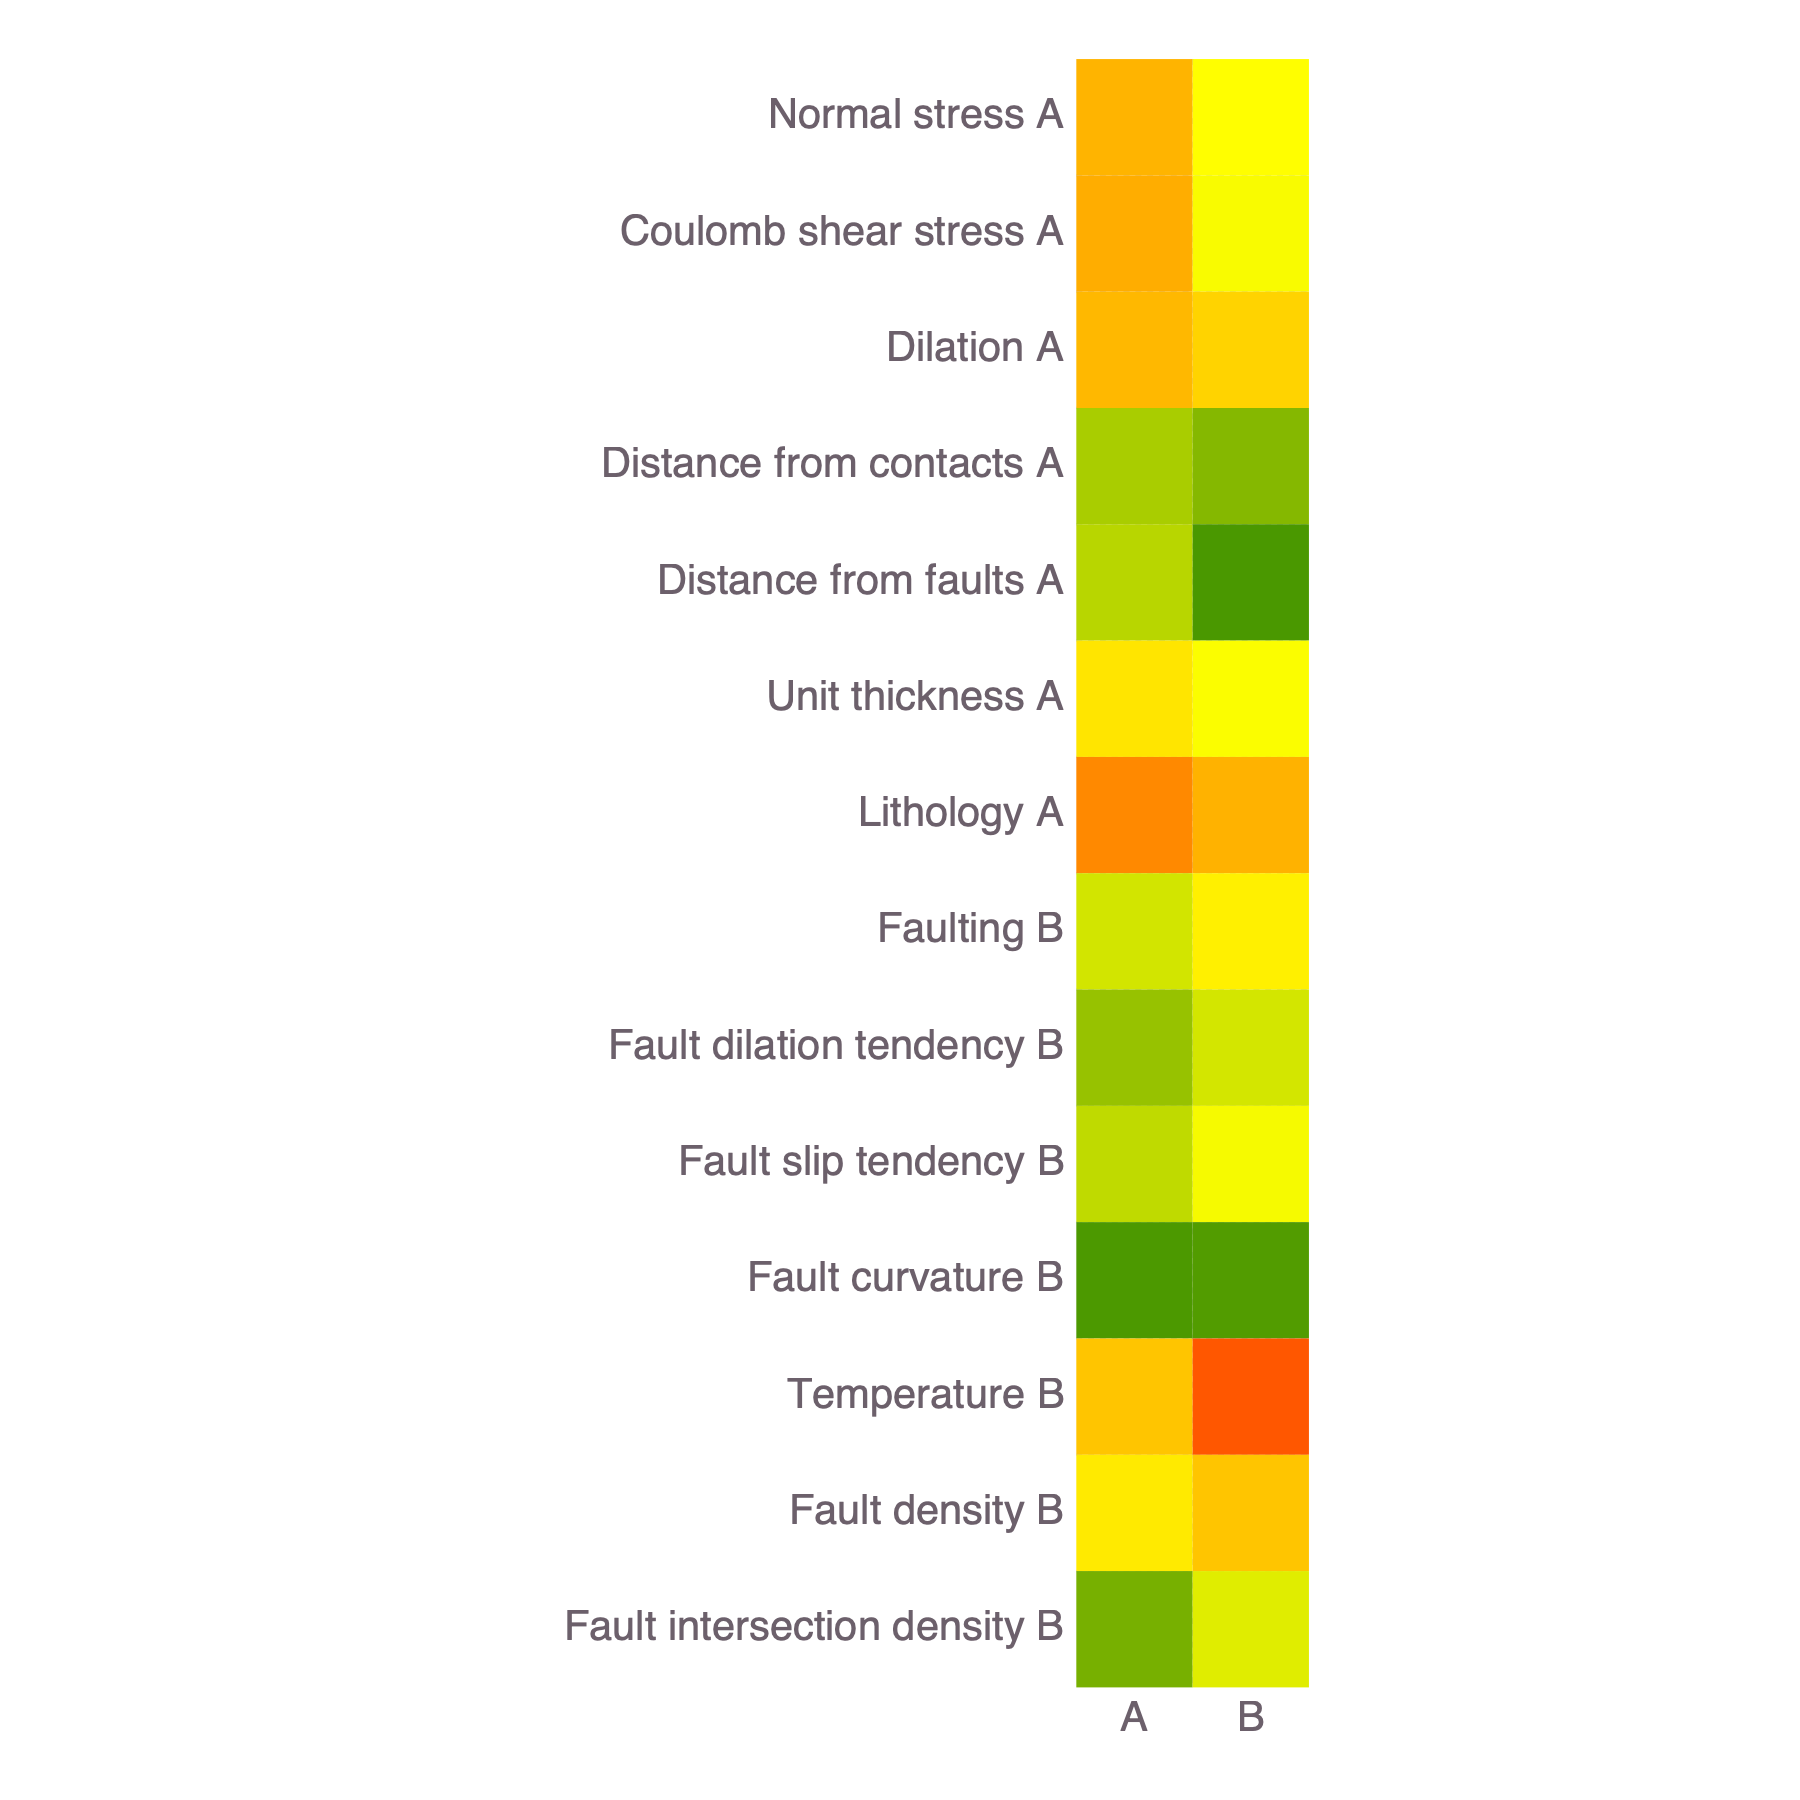 Normal stress A
Coulomb shear stress A
Dilation A
Distance from contacts A
Distance from faults A
Unit thickness A
Lithology A
Faulting B
Fault dilation tendency B
Fault slip tendency B
Fault curvature B
Temperature B
Fault density B
Fault intersection density B
A B